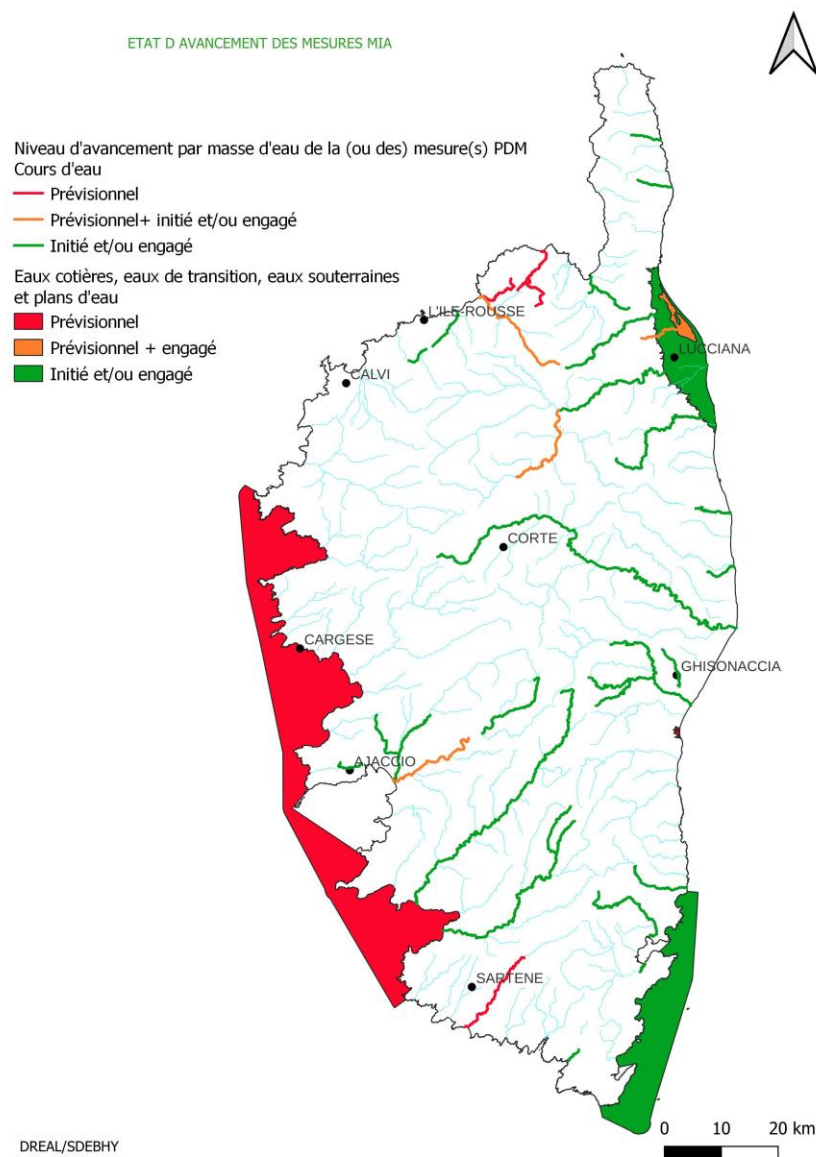 ETAT D AVANCEMENT DES MESURES MIA
Niveau d'avancement par masse d'eau de la (ou des) mesure(s) PDM
Cours d'eau
Prévisionnel
Prévisionnel+ initié et/ou engagé
Initié et/ou engagé
Eaux cotières, eaux de transition, eaux souterraines
et plans d'eau
Prévisionnel
Prévisionnel + engagé
Initié et/ou engagé
L'ILE-ROUSSE
LUCCIANA
CALVI
CORTE
CARGESE
GHISONACCIA
AJACCIO
SARTENE
0 10 20 km
DREAL/SDEBHY